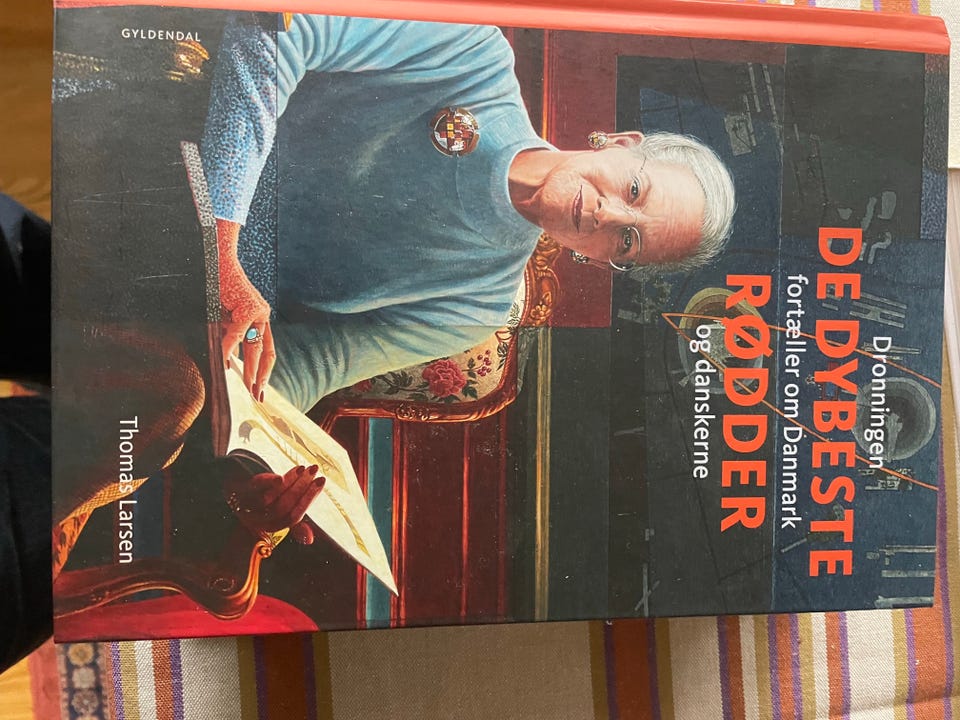 GYLDENDAL
Dronningen
DE DYBESTE
fortæller om Danmark
RØDDER
og danskerne
Thomas Larsen